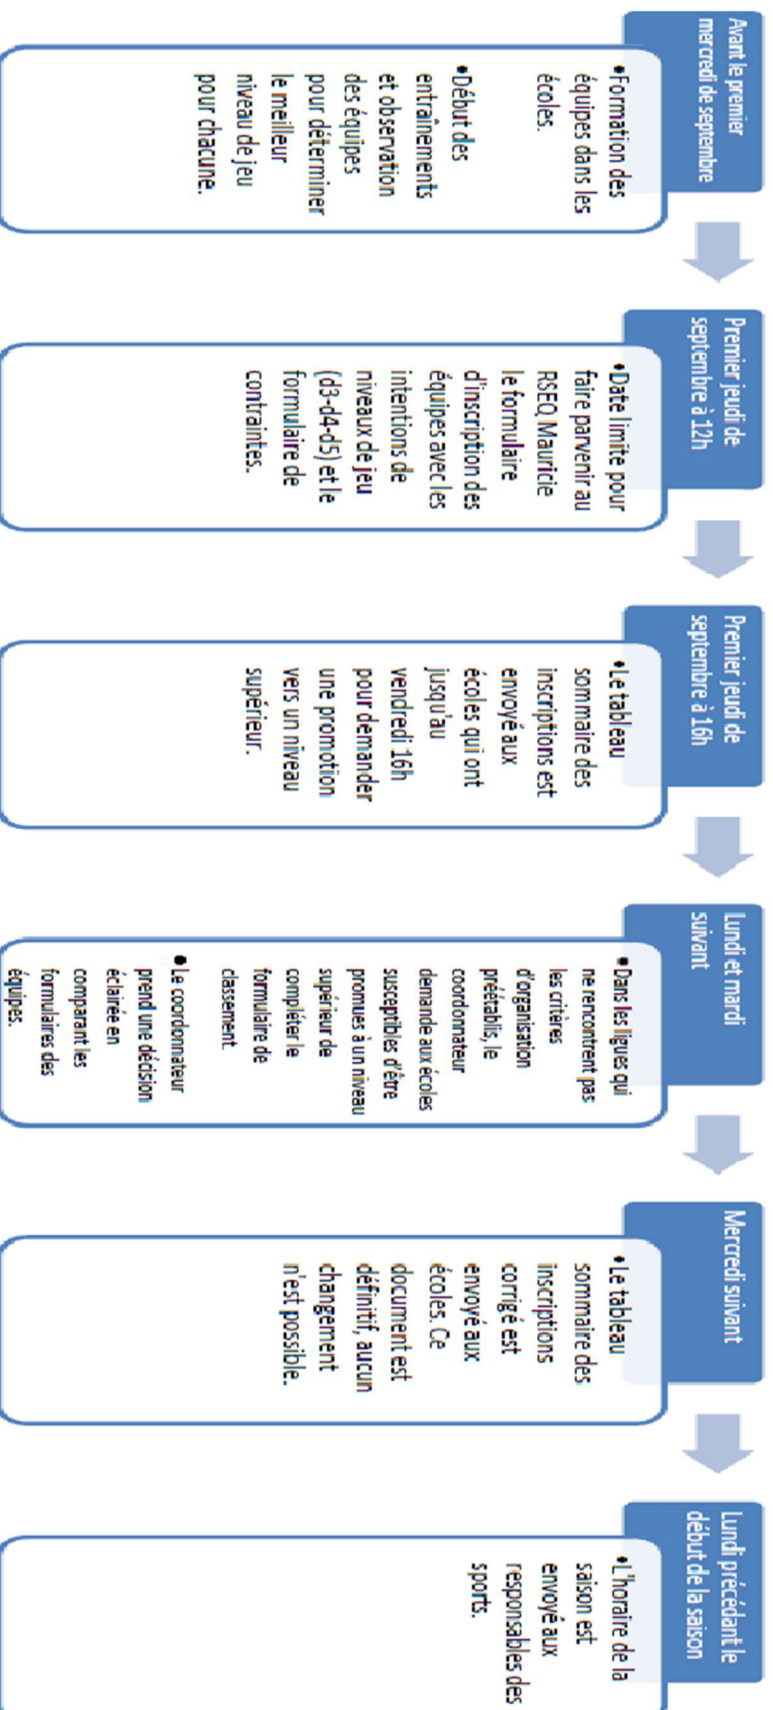 Avant le premier
mercredi de septembre
•Formation des
équipes dans les
écoles.
•Début des
entraînements
et observation
des équipes
pour déterminer
le meilleur
niveau de jeu
pour chacune.
Premier jeudi de
septembre à 12h
•Date limite pour
faire parvenir au
RSEQ Mauricie
le formulaire
d'inscription des
équipes avec les
intentions de
niveaux de jeu
(d3-d4-d5) et le
formulaire de
contraintes.
Premier jeudi de
septembre à 16h
•Le tableau
sommaire des
inscriptions est
envoyé aux
écoles qui ont
jusqu'au
vendredi 16h
pour demander
une promotion
vers un niveau
supérieur.
Lundi et mardi
suivant
•Dans les ligues qui
ne rencontrent pas
les critères
d'organisation
préétablis, le
coordonnateur
demande aux écoles
susceptibles d'être
promues à un niveau
supérieur de
compléter le
formulaire de
classement.
•Le coordonnateur
prend une décision
éclairée en
comparant les
formulaires des
équipes.
Mercredi suivant
•Le tableau
sommaire des
inscriptions
corrigé est
envoyé aux
écoles. Ce
document est
définitif, aucun
changement
n'est possible.
Lundi précédant le
début de la saison
•L'horaire de la
saison est
envoyé aux
responsables des
sports.